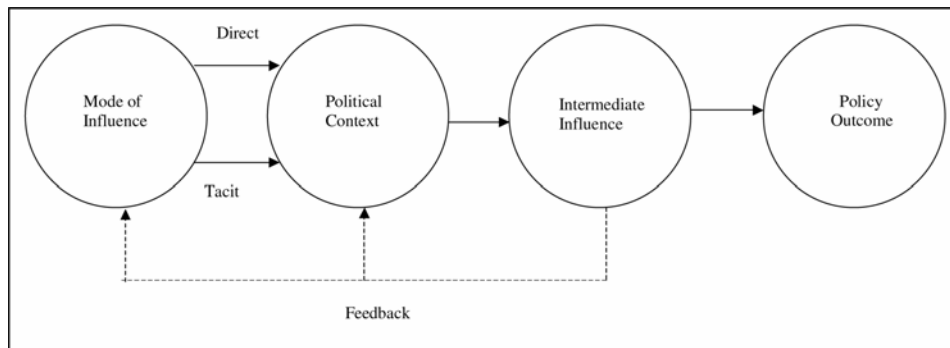 Direct
Mode of
Influence
Political
Context
Intermediate
Influence
Policy
Outcome
Tacit
Feedback